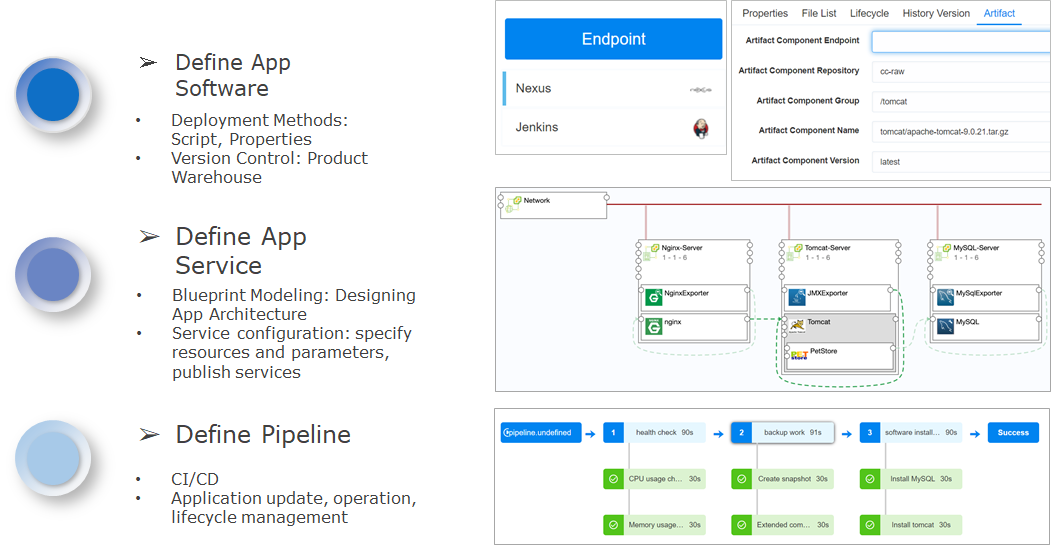 Define App
Software
• Deployment Methods:
Script, Properties
• Version Control: Product
Warehouse
Define App
Service
• Blueprint Modeling: Designing
App Architecture
• Service configuration: specify
resources and parameters,
publish services
Define Pipeline
• CI/CD
• Application update, operation,
lifecycle management
Endpoint
Nexus
Jenkins
Properties File List Lifecycle History Version Artifact
Artifact Component Endpoint
Artifact Component Repository cc-raw
Artifact Component Group /tomcat
Artifact Component Name tomcat/apache-tomcat-9.0.21.tar.gz
Artifact Component Version latest
Network
Nginx-Server
1 - 1 - 6
NginxExporter
nginx
Tomcat-Server
1 - 1 - 6
JMXExporter
Tomcat
PetStore
MySQL-Server
1 - 1 - 6
MySqlExporter
MySQL
pipeline.undefined 1 health check 90s 2 backup work 91s 3 software install... 90s Success
CPU usage ch... 30s Create snapshot 30s Install MySQL 30s
Memory usage... 30s Extended com... 30s Install tomcat 30s